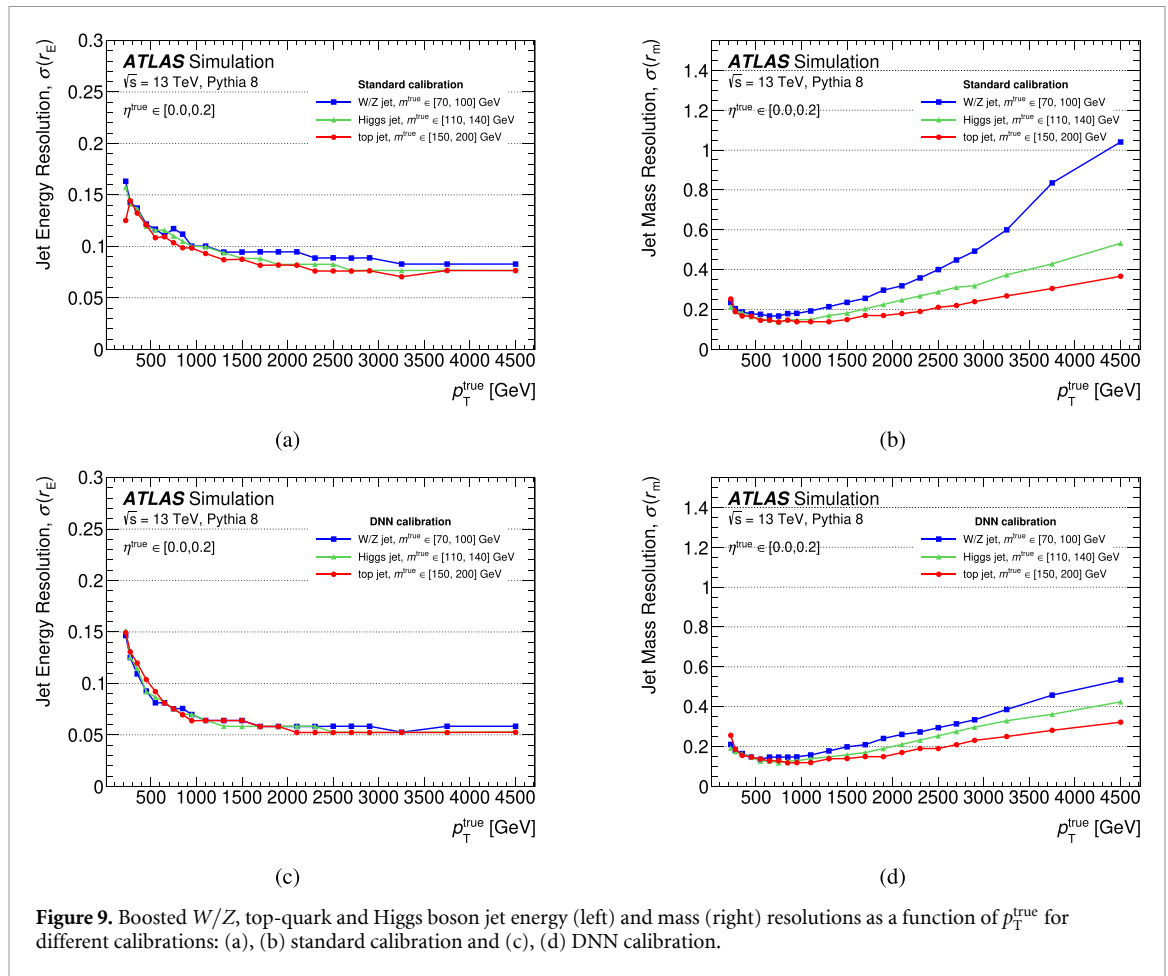 Jet Energy Resolution, σ(r_E)
0.3
0.25
0.2
0.15
0.1
0.05
0
ATLAS Simulation
√s = 13 TeV, Pythia 8
η^true ∈ [0.0,0.2]
Standard calibration
W/Z jet, m^true ∈ [70, 100] GeV
Higgs jet, m^true ∈ [110, 140] GeV
top jet, m^true ∈ [150, 200] GeV
500 1000 1500 2000 2500 3000 3500 4000 4500
p_T^true [GeV]
(a)
Jet Mass Resolution, σ(r_m)
1.4
1.2
1
0.8
0.6
0.4
0.2
0
ATLAS Simulation
√s = 13 TeV, Pythia 8
η^true ∈ [0.0,0.2]
Standard calibration
W/Z jet, m^true ∈ [70, 100] GeV
Higgs jet, m^true ∈ [110, 140] GeV
top jet, m^true ∈ [150, 200] GeV
500 1000 1500 2000 2500 3000 3500 4000 4500
p_T^true [GeV]
(b)
Jet Energy Resolution, σ(r_E)
0.3
0.25
0.2
0.15
0.1
0.05
0
ATLAS Simulation
√s = 13 TeV, Pythia 8
η^true ∈ [0.0,0.2]
DNN calibration
W/Z jet, m^true ∈ [70, 100] GeV
Higgs jet, m^true ∈ [110, 140] GeV
top jet, m^true ∈ [150, 200] GeV
500 1000 1500 2000 2500 3000 3500 4000 4500
p_T^true [GeV]
(c)
Jet Mass Resolution, σ(r_m)
1.4
1.2
1
0.8
0.6
0.4
0.2
0
ATLAS Simulation
√s = 13 TeV, Pythia 8
η^true ∈ [0.0,0.2]
DNN calibration
W/Z jet, m^true ∈ [70, 100] GeV
Higgs jet, m^true ∈ [110, 140] GeV
top jet, m^true ∈ [150, 200] GeV
500 1000 1500 2000 2500 3000 3500 4000 4500
p_T^true [GeV]
(d)
Figure 9. Boosted W/Z, top-quark and Higgs boson jet energy (left) and mass (right) resolutions as a function of p_T^true for
different calibrations: (a), (b) standard calibration and (c), (d) DNN calibration.